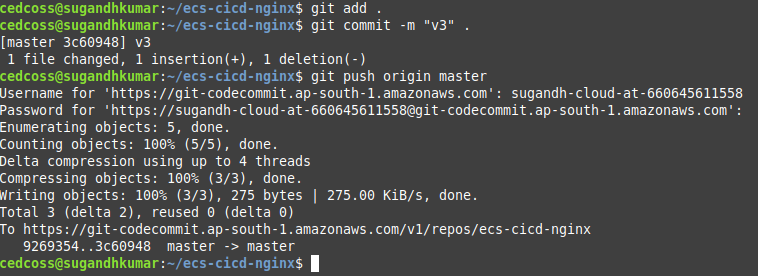 cedcoss@sugandhkumar:~/ecs-cicd-nginx$ git add .
cedcoss@sugandhkumar:~/ecs-cicd-nginx$ git commit -m "v3" .
[master 3c60948] v3
 1 file changed, 1 insertion(+), 1 deletion(-)
cedcoss@sugandhkumar:~/ecs-cicd-nginx$ git push origin master
Username for 'https://git-codecommit.ap-south-1.amazonaws.com': sugandh-cloud-at-660645611558
Password for 'https://sugandh-cloud-at-660645611558@git-codecommit.ap-south-1.amazonaws.com':
Enumerating objects: 5, done.
Counting objects: 100% (5/5), done.
Delta compression using up to 4 threads
Compressing objects: 100% (3/3), done.
Writing objects: 100% (3/3), 275 bytes | 275.00 KiB/s, done.
Total 3 (delta 2), reused 0 (delta 0)
To https://git-codecommit.ap-south-1.amazonaws.com/v1/repos/ecs-cicd-nginx
   9269354..3c60948  master -> master
cedcoss@sugandhkumar:~/ecs-cicd-nginx$